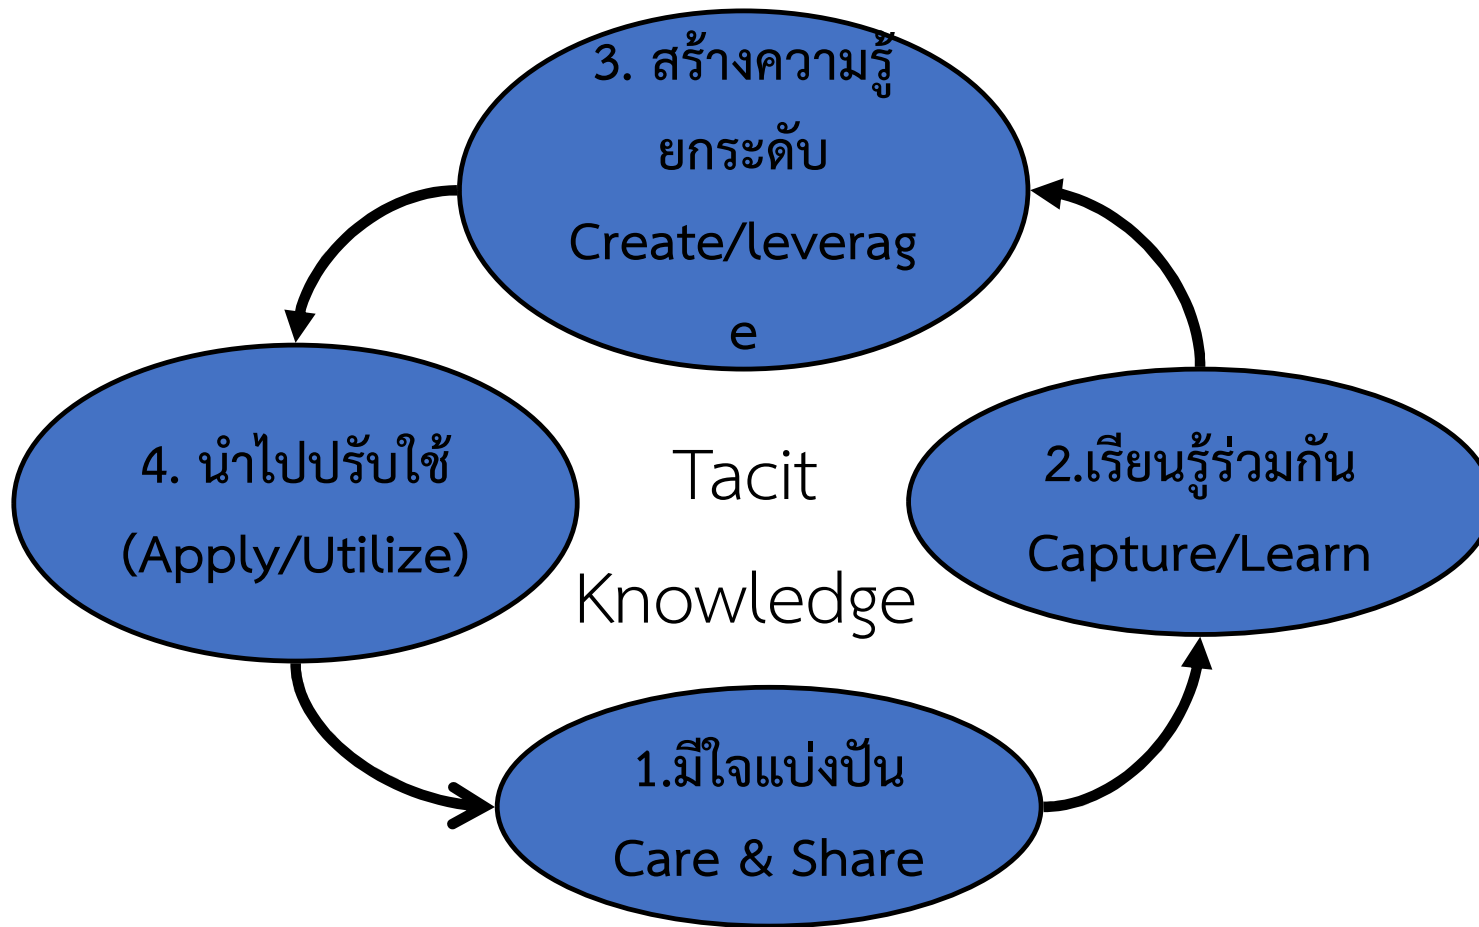 3. สร้างความรู้
ยกระดับ
Create/leverag
e
4. นำไปปรับใช้
(Apply/Utilize)
Tacit
Knowledge
2.เรียนรู้ร่วมกัน
Capture/Learn
1.มีใจแบ่งปัน
Care & Share